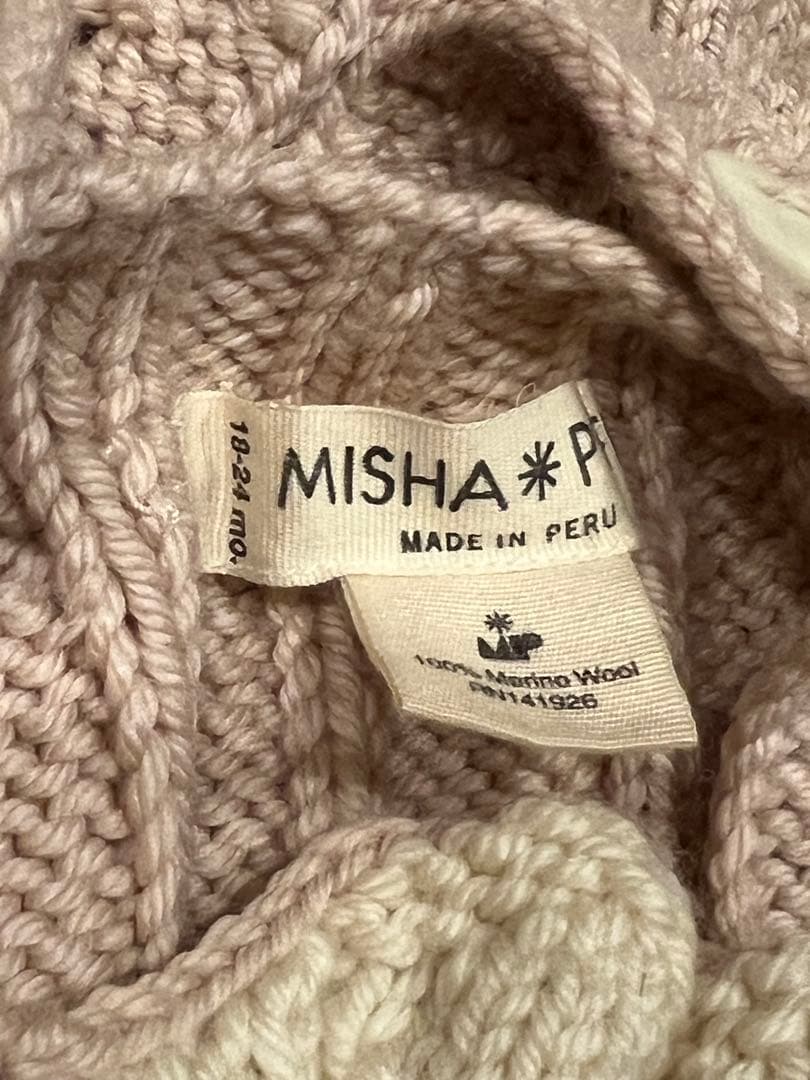 18-24 mo.
MISHA * P
MADE IN PERU
100% Merino Wool
RN141926